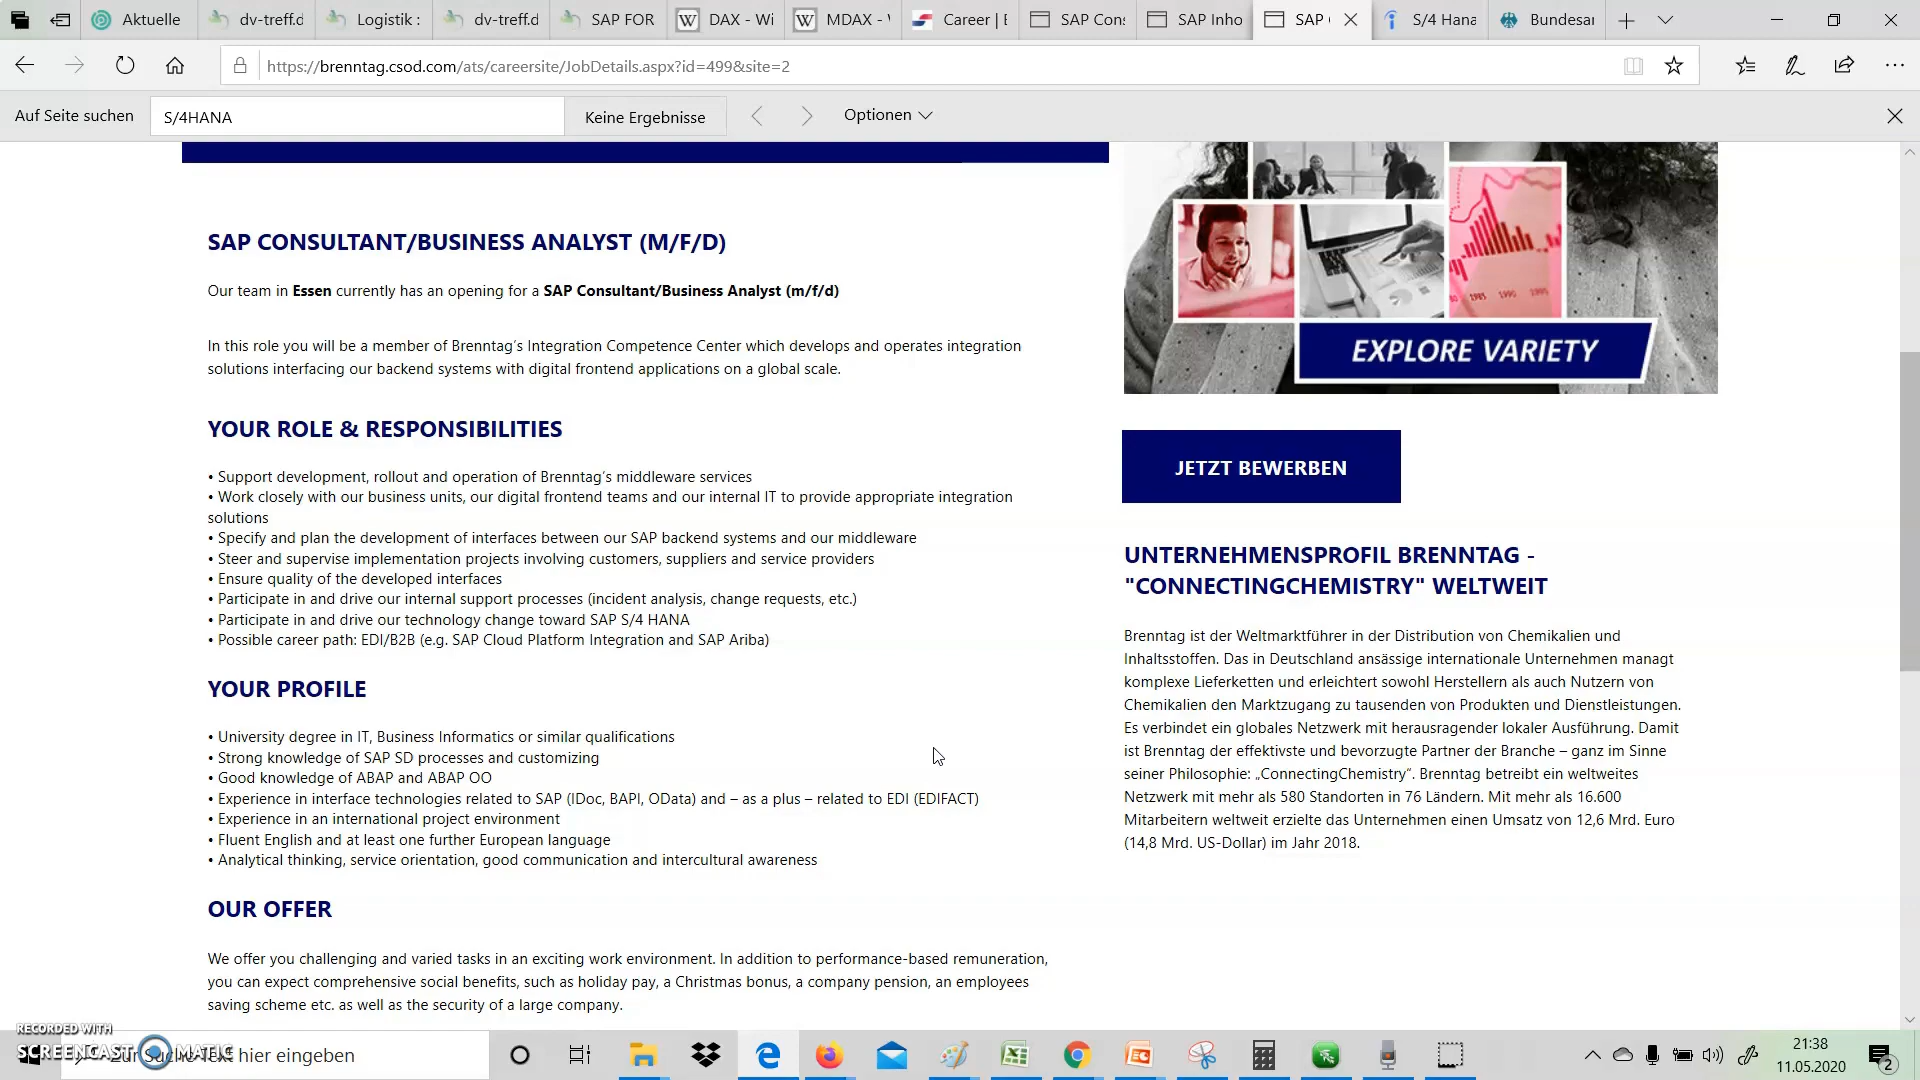 Aktuelle
dv-treff.d
Logistik :
dv-treff.d
SAP FOR
DAX - Wi
MDAX -
Career | 
SAP Con
SAP Inho
SAP
S/4 Hana
Bundesa
https://brenntag.csod.com/ats/careersite/JobDetails.aspx?id=499&site=2
Auf Seite suchen
S/4HANA
Keine Ergebnisse
Optionen
SAP CONSULTANT/BUSINESS ANALYST (M/F/D)
Our team in Essen currently has an opening for a SAP Consultant/Business Analyst (m/f/d)
In this role you will be a member of Brenntag’s Integration Competence Center which develops and operates integration
solutions interfacing our backend systems with digital frontend applications on a global scale.
YOUR ROLE & RESPONSIBILITIES
• Support development, rollout and operation of Brenntag’s middleware services
• Work closely with our business units, our digital frontend teams and our internal IT to provide appropriate integration
solutions
• Specify and plan the development of interfaces between our SAP backend systems and our middleware
• Steer and supervise implementation projects involving customers, suppliers and service providers
• Ensure quality of the developed interfaces
• Participate in and drive our internal support processes (incident analysis, change requests, etc.)
• Participate in and drive our technology change toward SAP S/4 HANA
• Possible career path: EDI/B2B (e.g. SAP Cloud Platform Integration and SAP Ariba)
YOUR PROFILE
• University degree in IT, Business Informatics or similar qualifications
• Strong knowledge of SAP SD processes and customizing
• Good knowledge of ABAP and ABAP OO
• Experience in interface technologies related to SAP (IDoc, BAPI, OData) and – as a plus – related to EDI (EDIFACT)
• Experience in an international project environment
• Fluent English and at least one further European language
• Analytical thinking, service orientation, good communication and intercultural awareness
OUR OFFER
We offer you challenging and varied tasks in an exciting work environment. In addition to performance-based remuneration,
you can expect comprehensive social benefits, such as holiday pay, a Christmas bonus, a company pension, an employees
saving scheme etc. as well as the security of a large company.
1985 1990 1995
EXPLORE VARIETY
JETZT BEWERBEN
UNTERNEHMENSPROFIL BRENNTAG -
"CONNECTINGCHEMISTRY" WELTWEIT
Brenntag ist der Weltmarktführer in der Distribution von Chemikalien und
Inhaltsstoffen. Das in Deutschland ansässige internationale Unternehmen managt
komplexe Lieferketten und erleichtert sowohl Herstellern als auch Nutzern von
Chemikalien den Marktzugang zu tausenden von Produkten und Dienstleistungen.
Es verbindet ein globales Netzwerk mit herausragender lokaler Ausführung. Damit
ist Brenntag der effektivste und bevorzugte Partner der Branche – ganz im Sinne
seiner Philosophie: „ConnectingChemistry“. Brenntag betreibt ein weltweites
Netzwerk mit mehr als 580 Standorten in 76 Ländern. Mit mehr als 16.600
Mitarbeitern weltweit erzielte das Unternehmen einen Umsatz von 12,6 Mrd. Euro
(14,8 Mrd. US-Dollar) im Jahr 2018.
RECORDED WITH
SCREENCAST MATIC
Zur Suche Text hier eingeben
21:38
11.05.2020
2